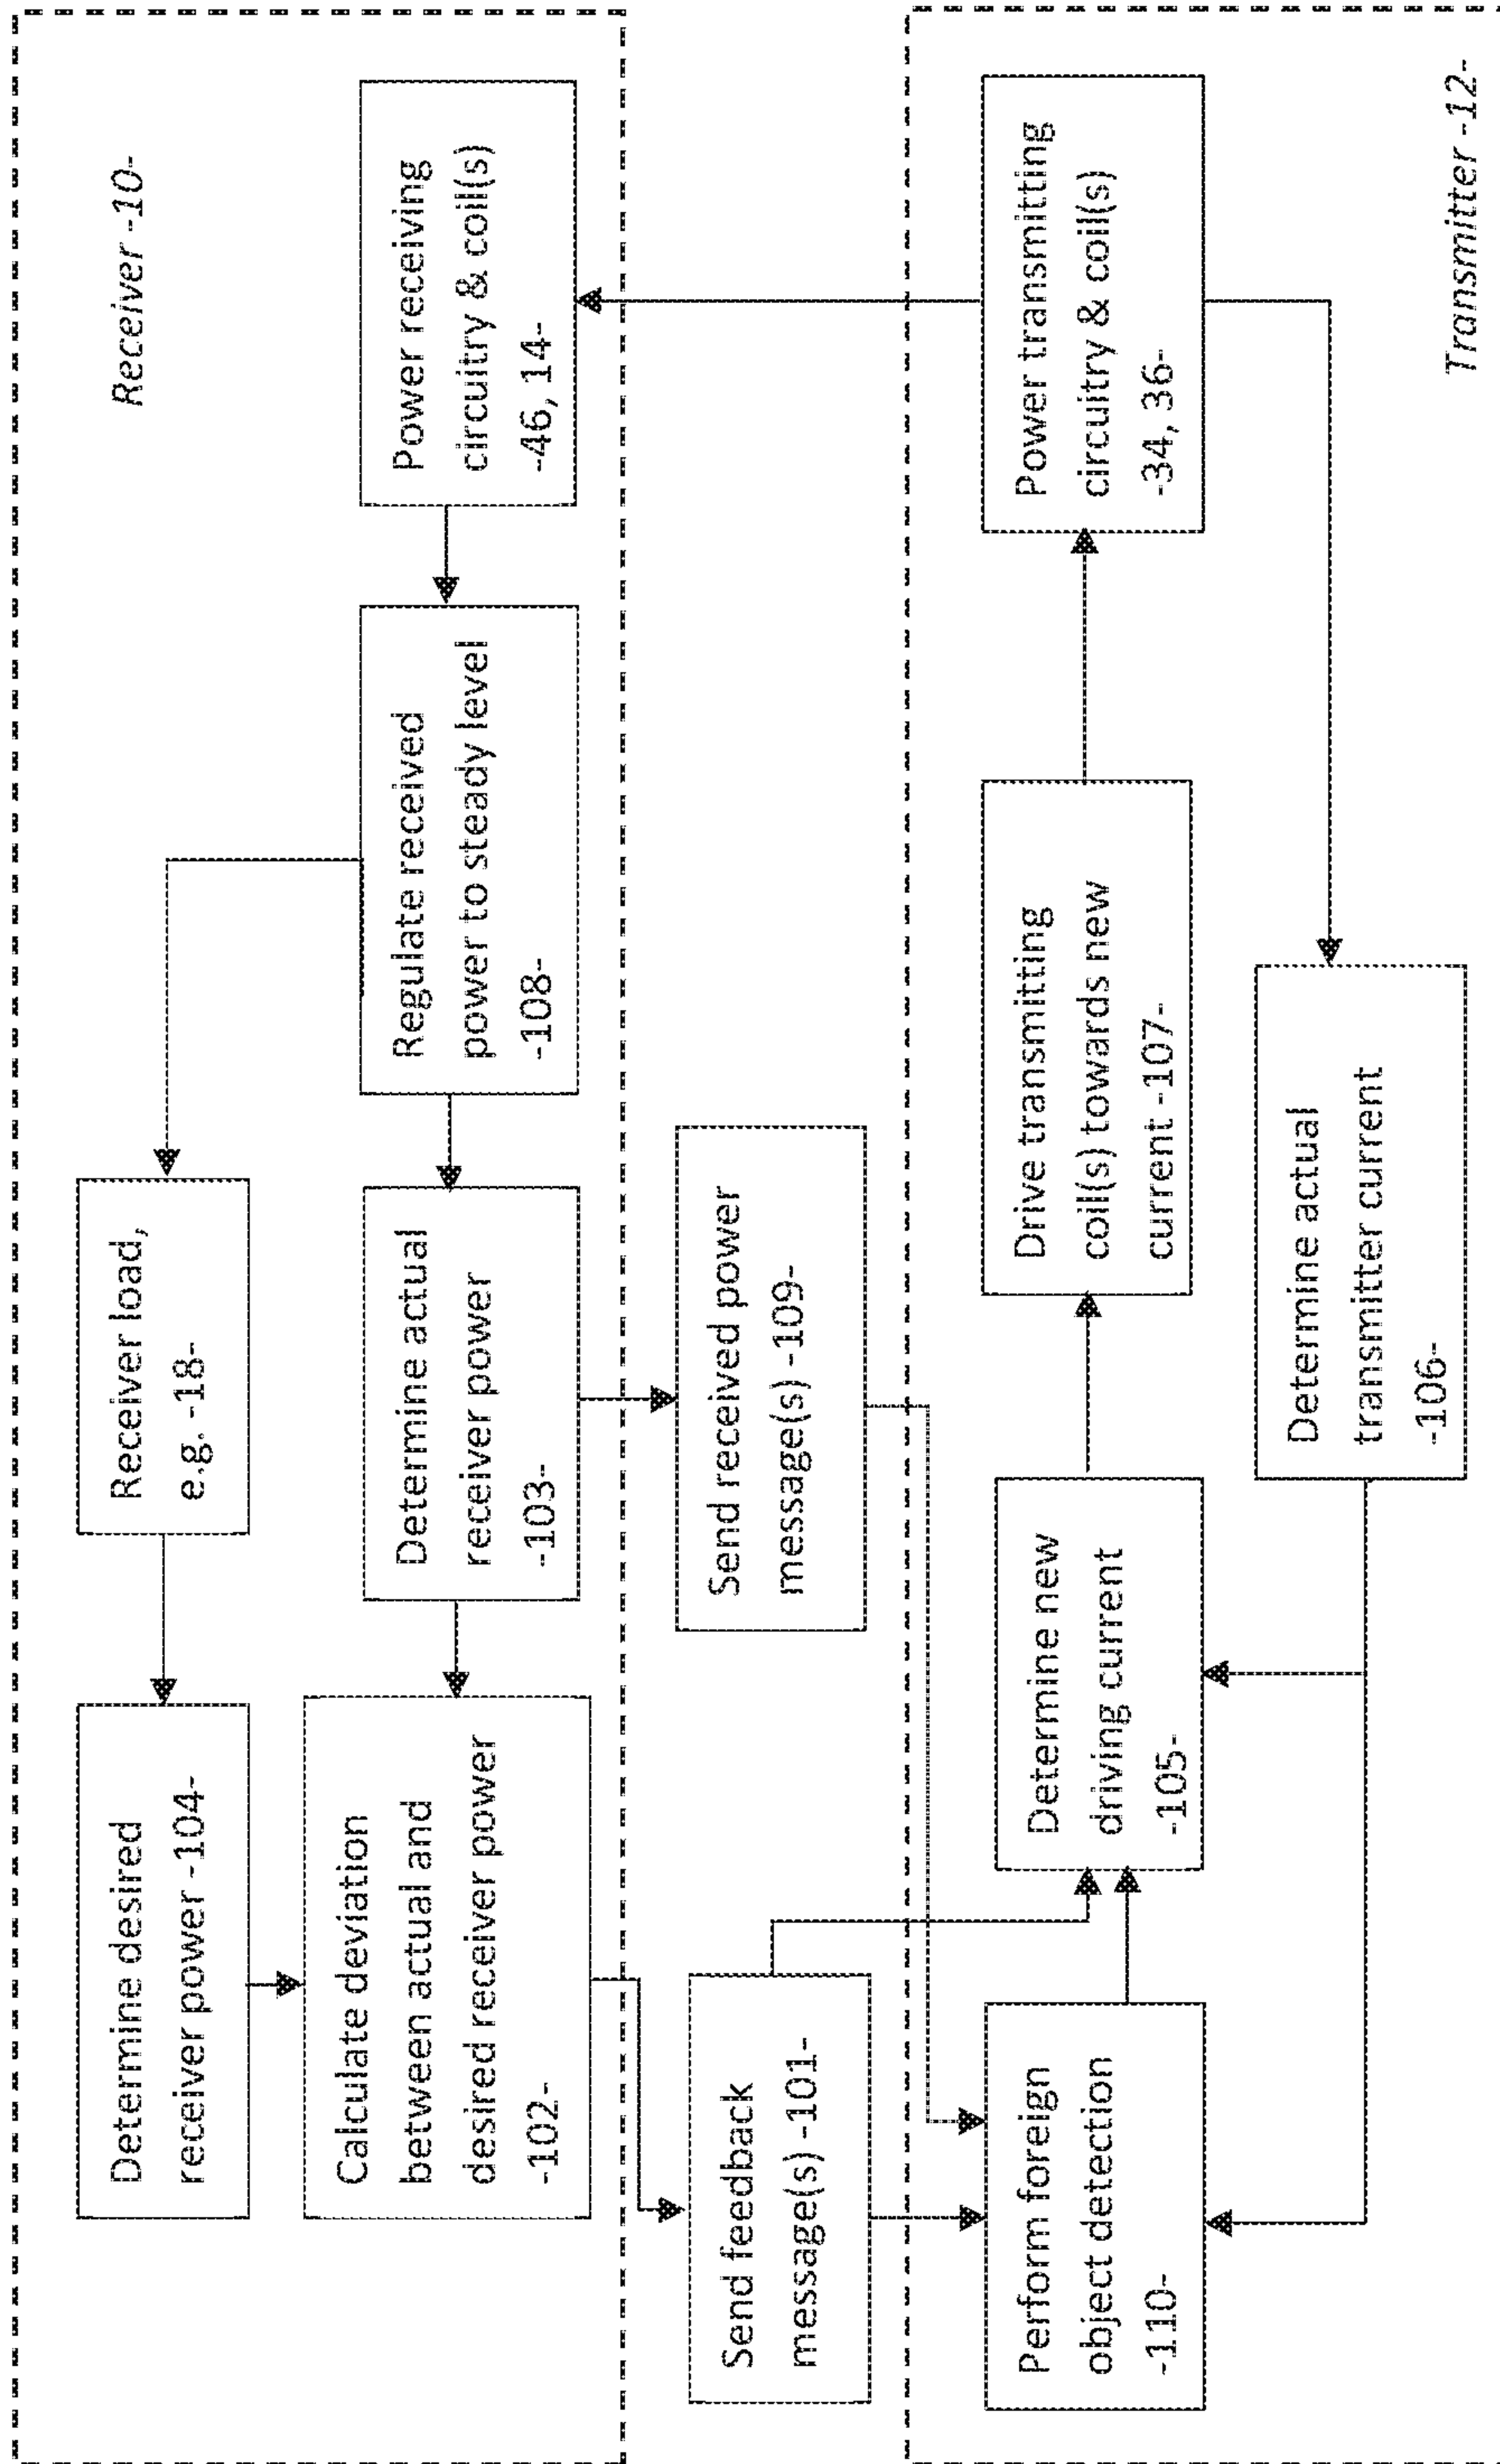 Receiver -10-
Determine desired
receiver power -104-
Receiver load,
e.g. -18-
Calculate deviation
between actual and
desired receiver power
-102-
Determine actual
receiver power
-103-
Regulate received
power to steady level
-108-
Power receiving
circuitry & coil(s)
-46, 14-
Send feedback
message(s) -101-
Send received power
message(s) -109-
Perform foreign
object detection
-110-
Determine new
driving current
-105-
Drive transmitting
coil(s) towards new
current -107-
Power transmitting
circuitry & coil(s)
-34, 36-
Determine actual
transmitter current
-106-
Transmitter -12-